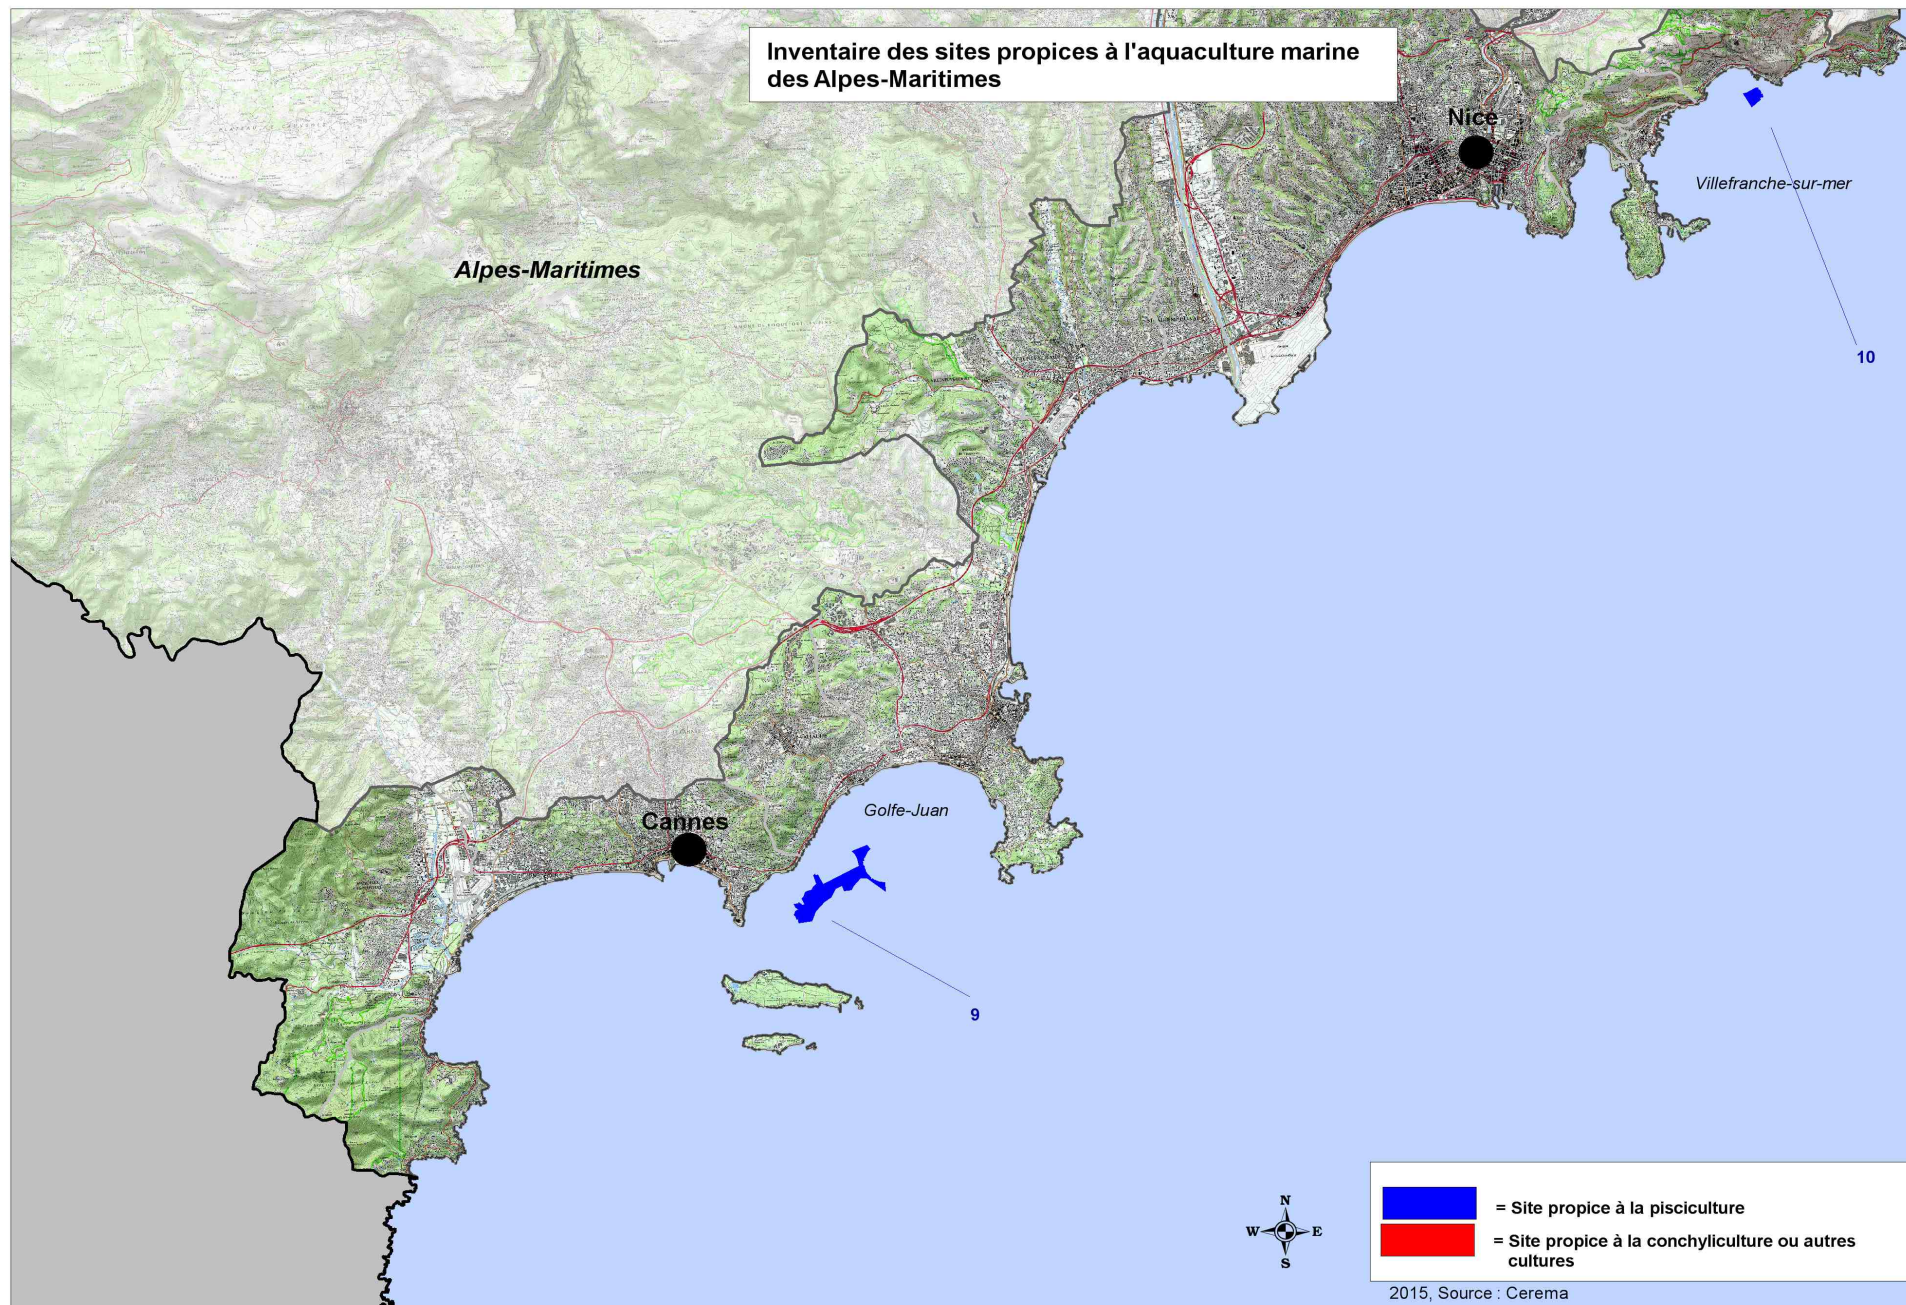 Inventaire des sites propices à l'aquaculture marine
des Alpes-Maritimes
Nice
Villefranche-sur-mer
Alpes-Maritimes
10
Golfe-Juan
Cannes
9
N
W E
S
= Site propice à la pisciculture
= Site propice à la conchyliculture ou autres
cultures
2015, Source : Cerema